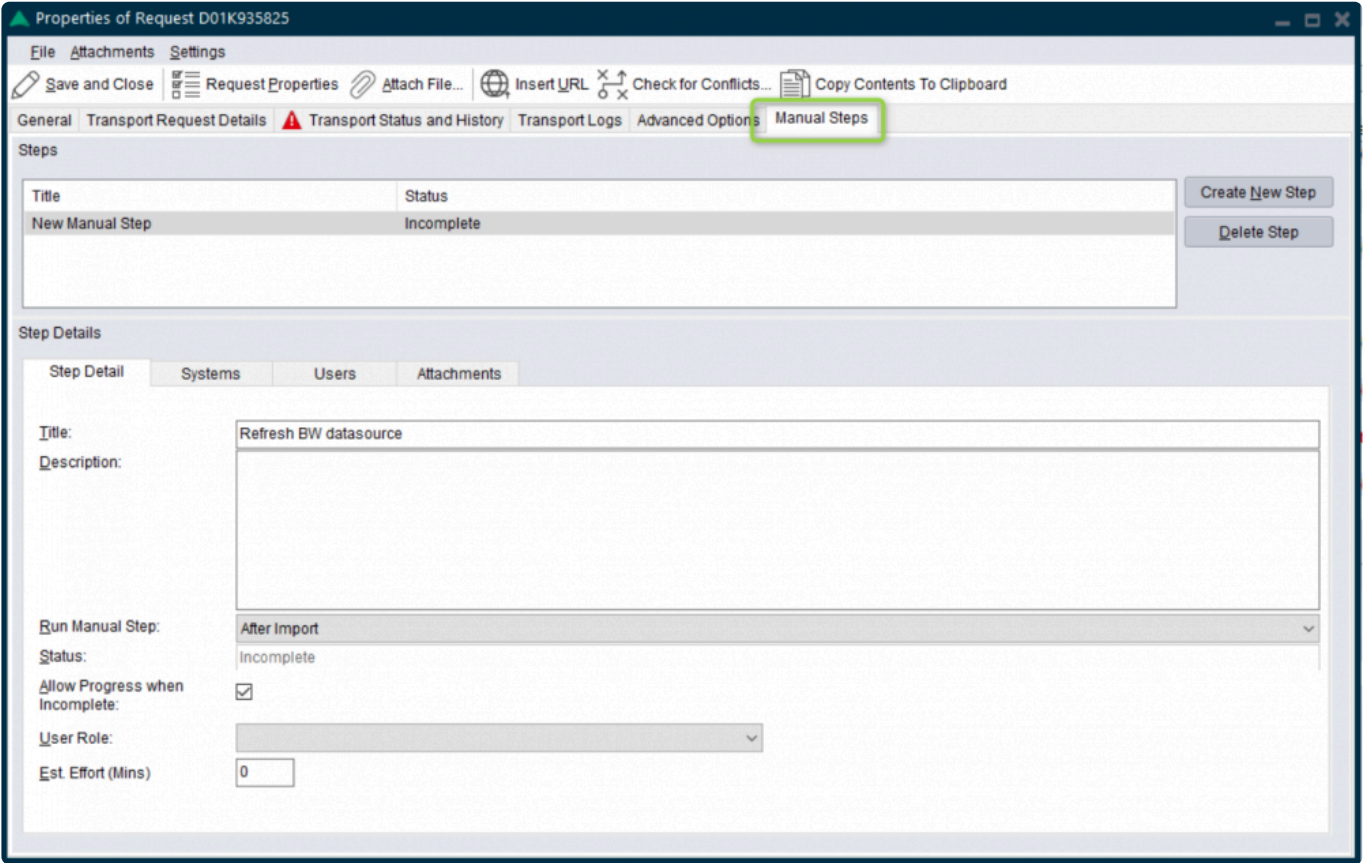 Properties of Request D01K935825
File Attachments Settings
Save and Close Request Properties Attach File... Insert URL Check for Conflicts... Copy Contents To Clipboard
General Transport Request Details Transport Status and History Transport Logs Advanced Options Manual Steps
Steps
Title Status
New Manual Step Incomplete
Create New Step
Delete Step
Step Details
Step Detail Systems Users Attachments
Title: Refresh BW datasource
Description:
Run Manual Step: After Import
Status: Incomplete
Allow Progress when
Incomplete:
User Role:
Est. Effort (Mins) 0